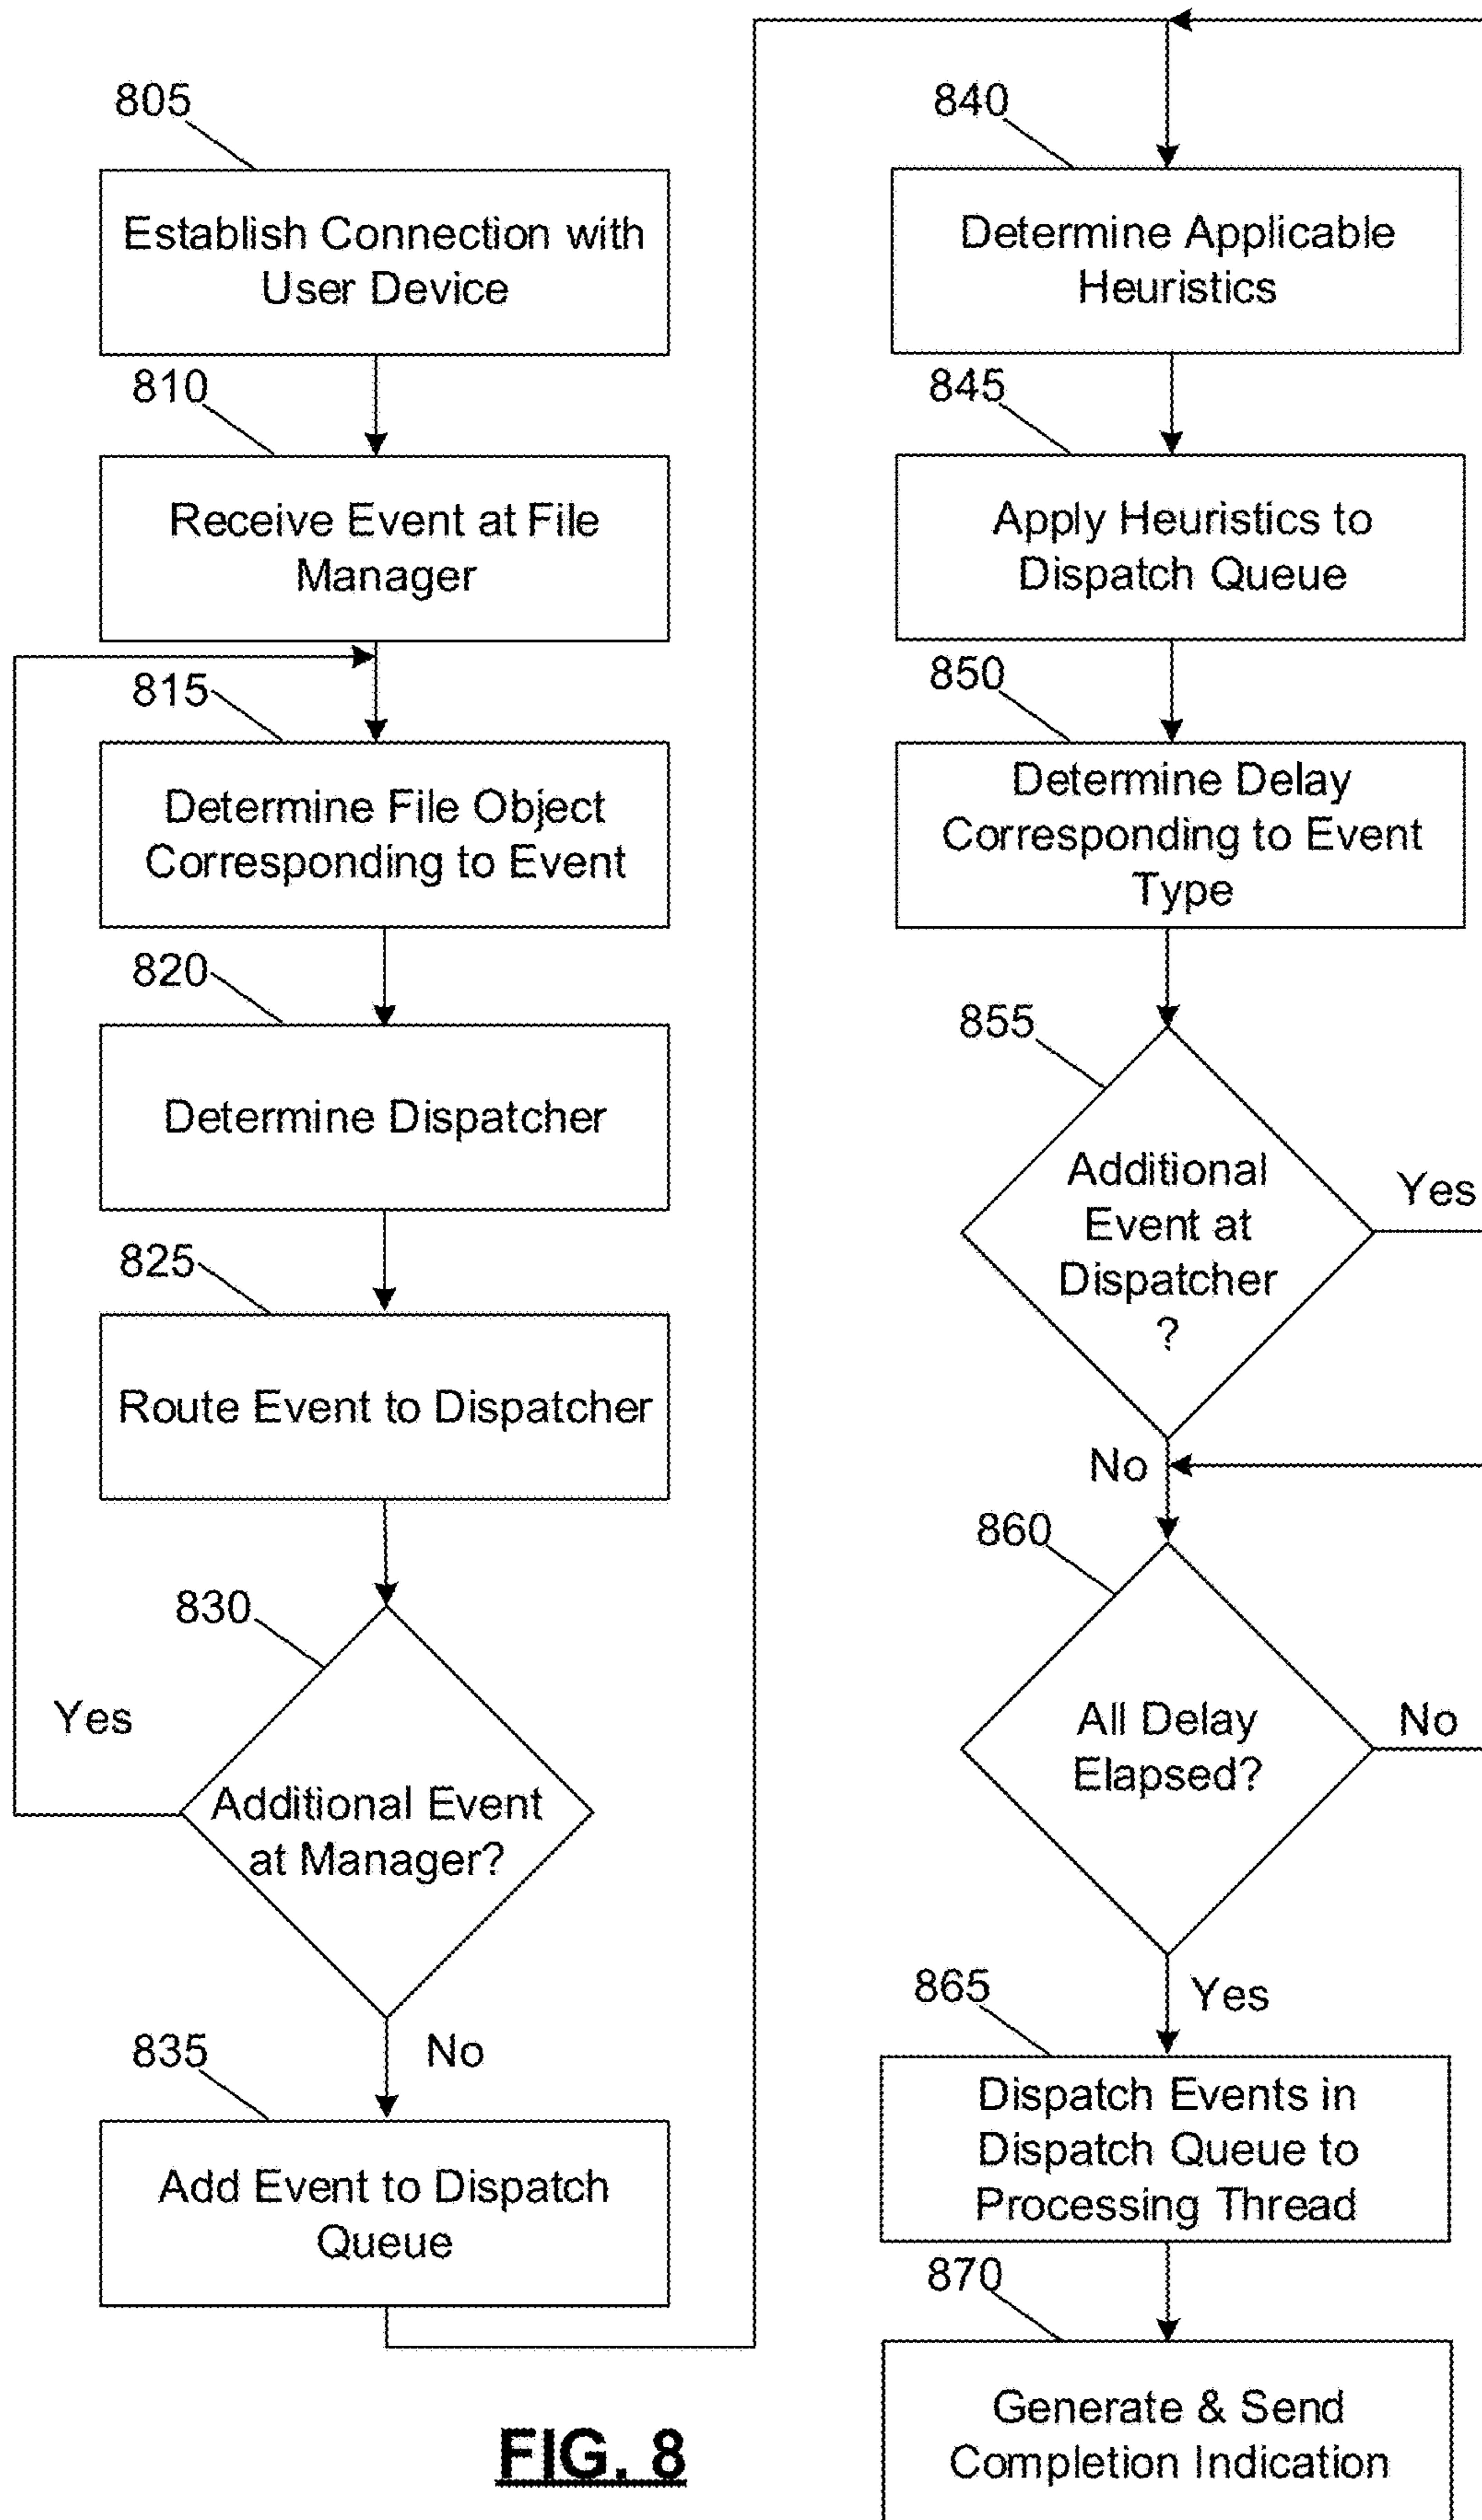 805
Establish Connection with
User Device
810
Receive Event at File
Manager
815
Determine File Object
Corresponding to Event
820
Determine Dispatcher
825
Route Event to Dispatcher
830
Yes
Additional Event
at Manager?
No
835
Add Event to Dispatch
Queue
840
Determine Applicable
Heuristics
845
Apply Heuristics to
Dispatch Queue
850
Determine Delay
Corresponding to Event
Type
855
Additional
Event at
Dispatcher
?
Yes
No
860
All Delay
Elapsed?
No
Yes
865
Dispatch Events in
Dispatch Queue to
Processing Thread
870
Generate & Send
Completion Indication
FIG. 8